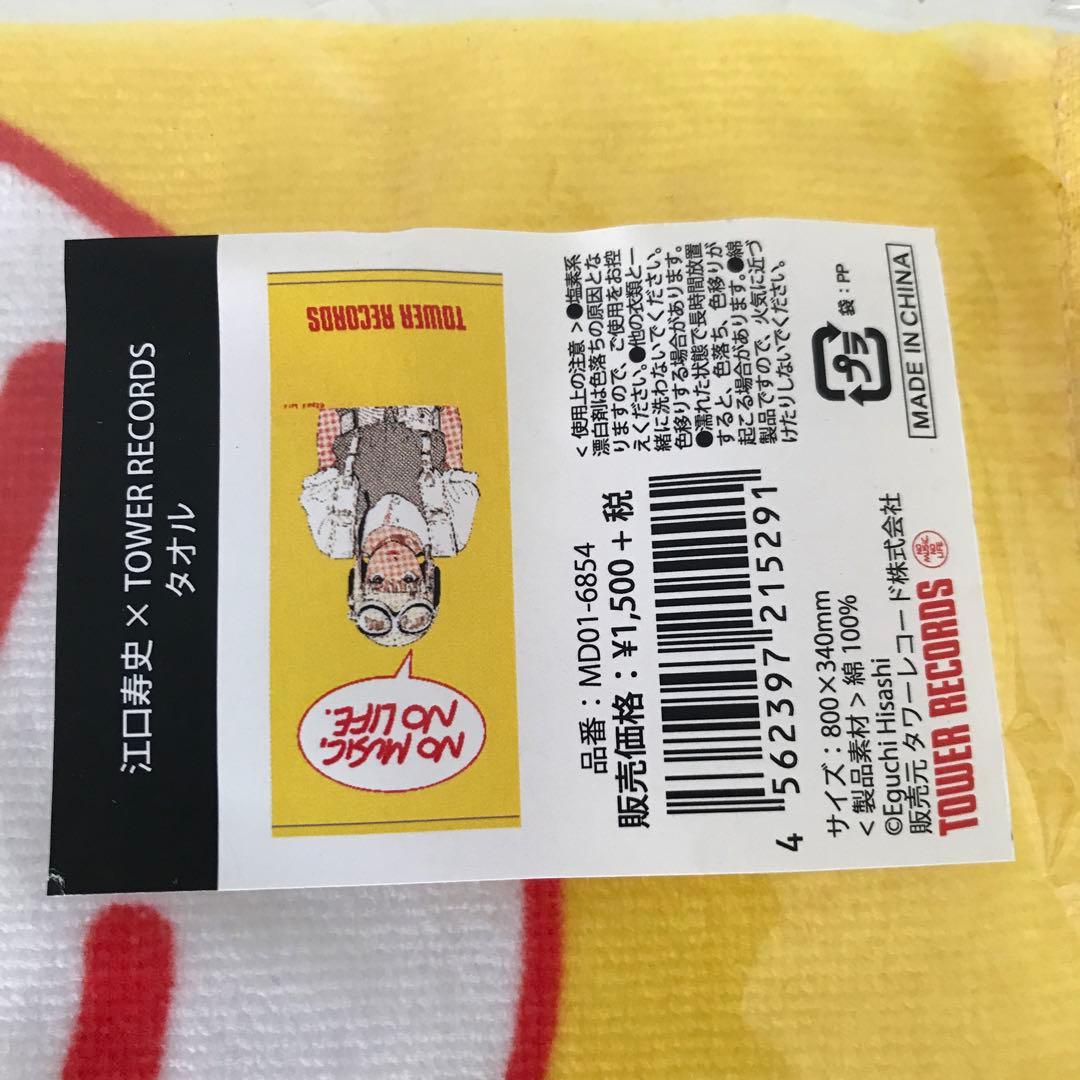 江口寿史 × TOWER RECORDS
タオル
NO MUSIC,
NO LIFE.
TOWER RECORDS
品番：MD01-6854
販売価格：¥1,500 + 税
4 562397 215291
サイズ：800×340mm
< 製品素材 > 綿 100%
©Eguchi Hisashi
販売元 タワーレコード株式会社
TOWER RECORDS
NO
MUSIC
NO
LIFE
< 使用上の注意 > ●塩素系
漂白剤は色落ちの原因とな
りますので、ご使用をお控
えください。●他の衣類と一
緒に洗わないでください。
色移りする場合があります。
●濡れた状態で長時間放置
すると、色落ち、色移りが
起こる場合があります。●綿
製品ですので、火気に近づ
けたりしないでください。
プラ
袋：PP
MADE IN CHINA